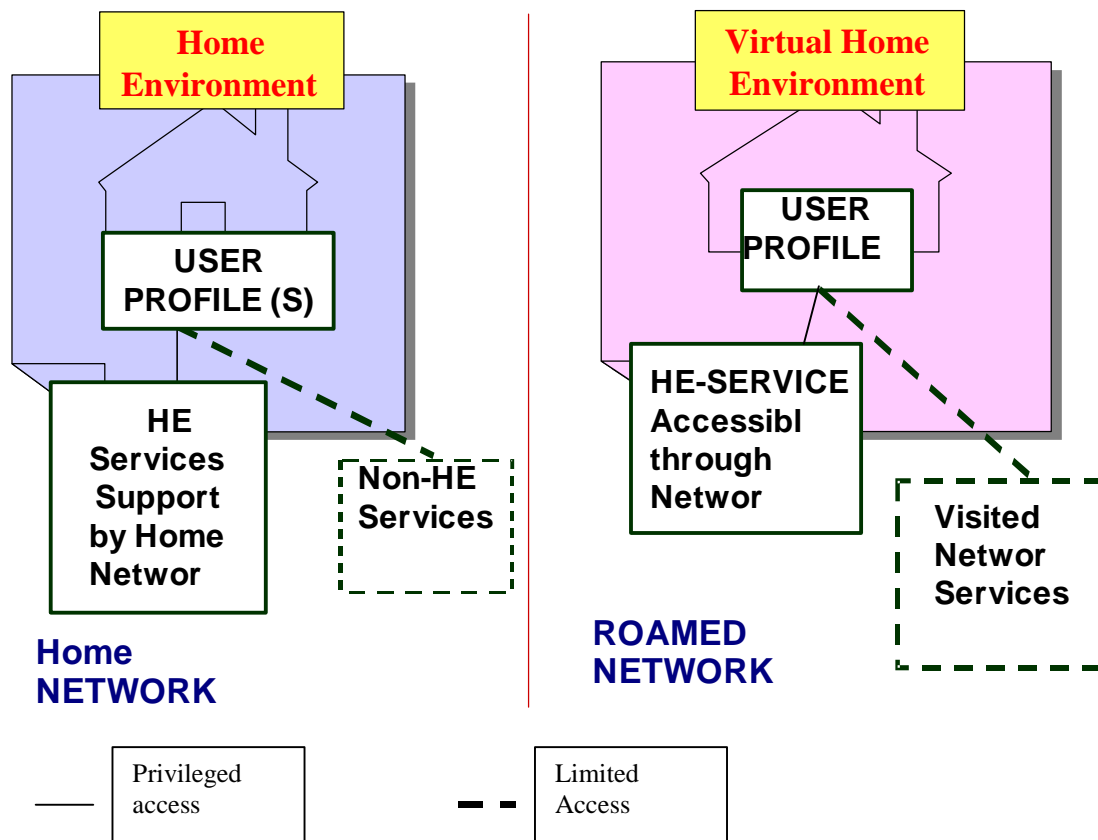 Home
Environment
USER
PROFILE (S)
HE
Services
Support
by Home
Networ
Non-HE
Services
Home
NETWORK
Virtual Home
Environment
USER
PROFILE
HE-SERVICE
Accessibl
through
Networ
Visited
Networ
Services
ROAMED
NETWORK
Privileged
access
Limited
Access